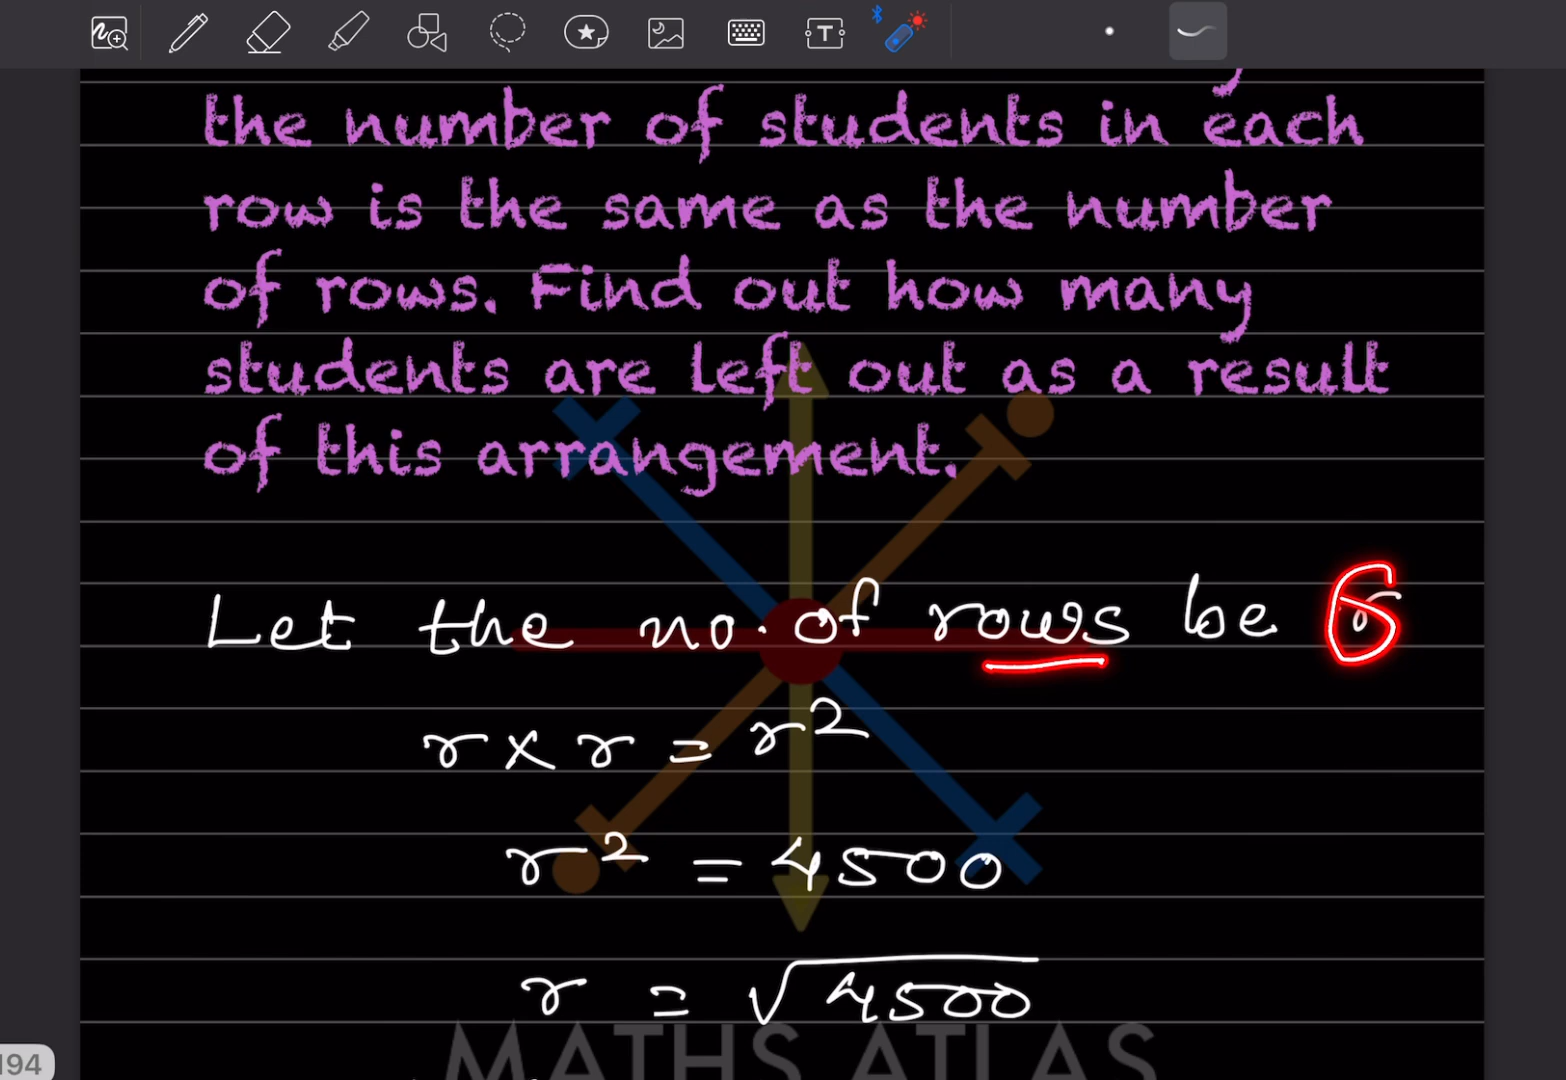 the number of students in each
row is the same as the number
of rows. Find out how many
students are left out as a result
of this arrangement.
Let the no. of rows be r
r × r = r²
r² = 4500
r = √4500
MATHS ATLAS
194